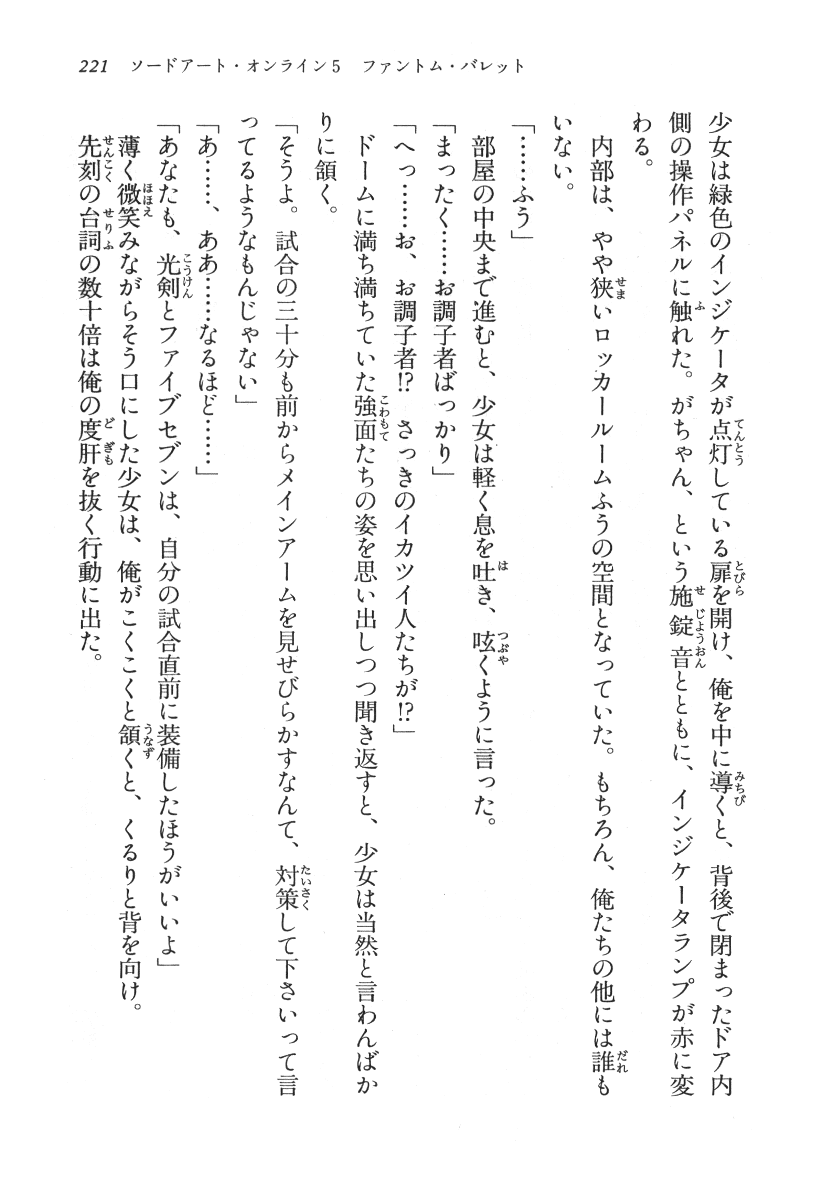 221 ソードアート・オンライン5 ファントム・バレット
少女は緑色のインジケータが点灯している扉を開け、俺を中に導くと、背後で閉まったドア内
側の操作パネルに触れた。がちゃん、という施錠音とともに、インジケータランプが赤に変
わる。
　内部は、やや狭いロッカールームふうの空間となっていた。もちろん、俺たちの他には誰も
いない。
「……ふう」
　部屋の中央まで進むと、少女は軽く息を吐き、呟くように言った。
「まったく……お調子者ばっかり」
「へっ……お、お調子者!?　さっきのイカツイ人たちが!?」
　ドームに満ち満ちていた強面たちの姿を思い出しつつ聞き返すと、少女は当然と言わんばか
りに頷く。
「そうよ。試合の三十分も前からメインアームを見せびらかすなんて、対策して下さいって言
ってるようなもんじゃない」
「あ……、ああ……なるほど……」
「あなたも、光剣とファイブセブンは、自分の試合直前に装備したほうがいいよ」
　薄く微笑みながらそう口にした少女は、俺がこくこくと頷くと、くるりと背を向け。
　先刻の台詞の数十倍は俺の度肝を抜く行動に出た。